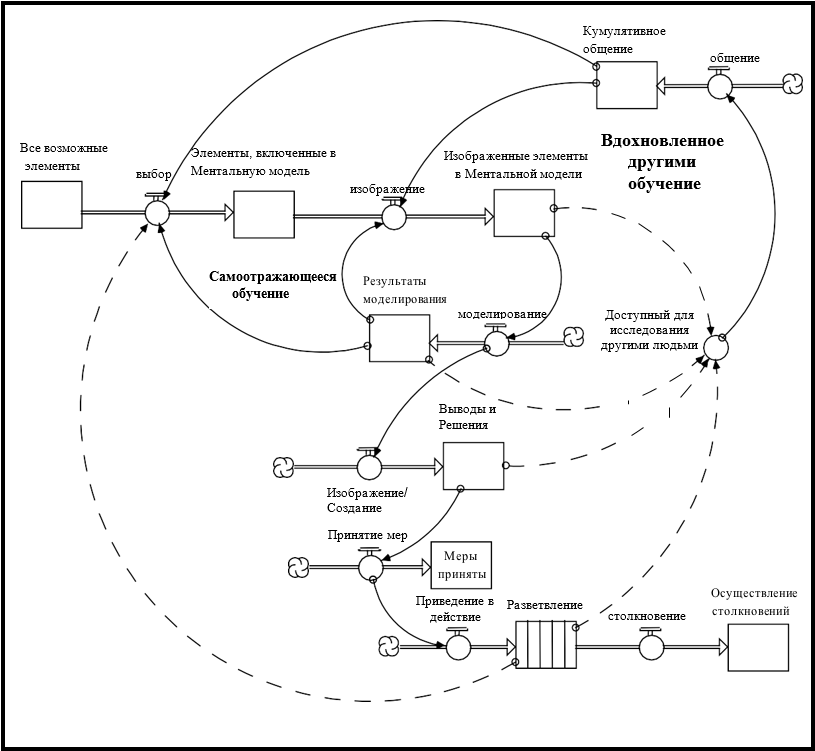 Кумулятивное
общение
общение
Вдохновленное
другими
обучение
Все возможные
элементы
выбор
Элементы, включенные в
Ментальную модель
изображение
Изображенные элементы
в Ментальной модели
Самоотражающееся
обучение
Результаты
моделирования
моделирование
Доступный для
исследования
другими людьми
Выводы и
Решения
Изображение/
Создание
Принятие мер
Меры
приняты
Приведение в
действие
Разветвление
столкновение
Осуществление
столкновений